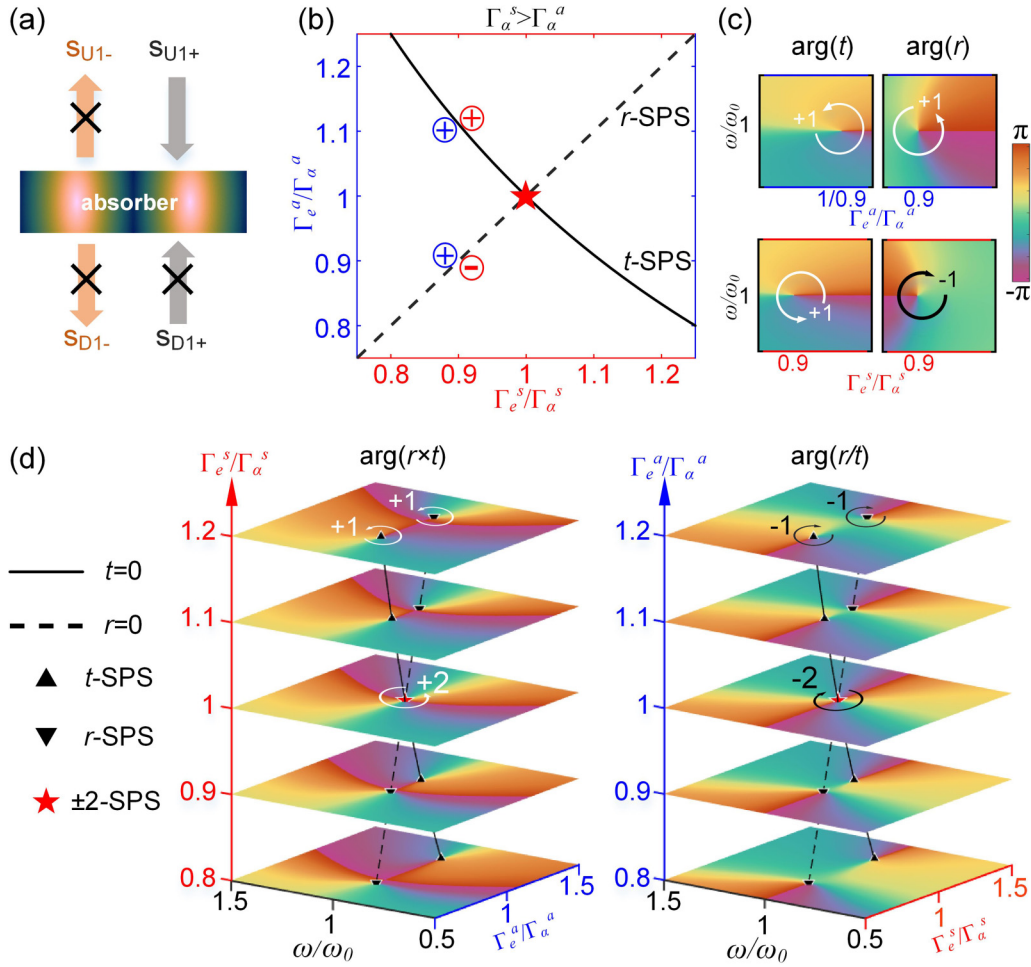 (a)
S_U1- S_U1+
absorber
S_D1- S_D1+
(b)
Γ_α^s>Γ_α^a
Γ_e^a/Γ_α^a
1.2
1.1
1
0.9
0.8
+ +
+ -
r-SPS
t-SPS
0.8 0.9 1 1.1 1.2
Γ_e^s/Γ_α^s
(c)
arg(t) arg(r)
ω/ω_0
1
+1 +1
1/0.9 0.9
Γ_e^a/Γ_α^a
ω/ω_0
1
+1 -1
0.9 0.9
Γ_e^s/Γ_α^s
π
-π
(d)
t=0
r=0
t-SPS
r-SPS
±2-SPS
Γ_e^s/Γ_α^s
arg(r×t)
1.2
1.1
1
0.9
0.8
+1 +1
+2
1.5 1 0.5
ω/ω_0
1 1.5
Γ_e^a/Γ_α^a
Γ_e^a/Γ_α^a
arg(r/t)
1.2
1.1
1
0.9
0.8
-1 -1
-2
1.5 1 0.5
ω/ω_0
1 1.5
Γ_e^s/Γ_α^s